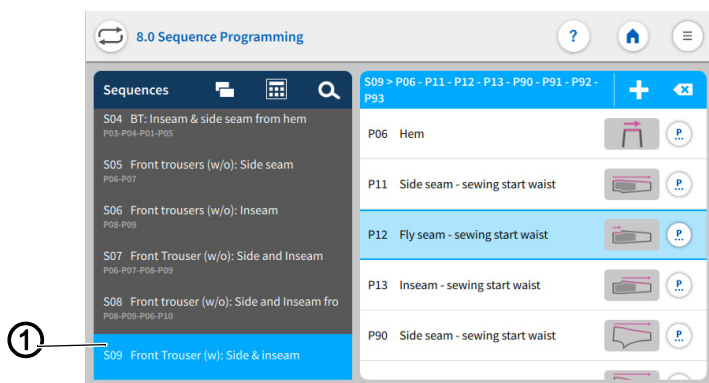 8.0 Sequence Programming
?
Sequences
S04 BT: Inseam & side seam from hem
P03-P04-P01-P05
S05 Front trousers (w/o): Side seam
P06-P07
S06 Front trousers (w/o): Inseam
P08-P09
S07 Front Trouser (w/o): Side and Inseam
P06-P07-P08-P09
S08 Front trouser (w/o): Side and Inseam fro
P08-P09-P06-P10
S09 Front Trouser (w): Side & inseam
1
S09 > P06 - P11 - P12 - P13 - P90 - P91 - P92 -
P93
P06 Hem P...
P11 Side seam - sewing start waist P...
P12 Fly seam - sewing start waist P...
P13 Inseam - sewing start waist P...
P90 Side seam - sewing start waist P...